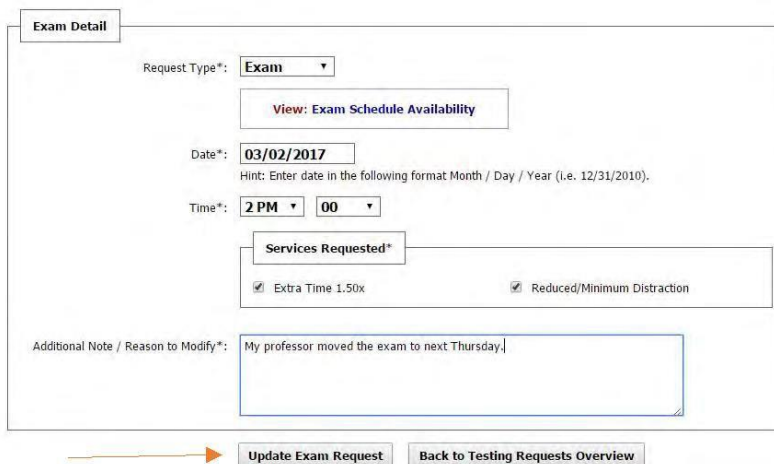 Exam Detail
Request Type*: Exam
View: Exam Schedule Availability
Date*: 03/02/2017
Hint: Enter date in the following format Month / Day / Year (i.e. 12/31/2010).
Time*: 2 PM 00
Services Requested*
Extra Time 1.50x Reduced/Minimum Distraction
Additional Note / Reason to Modify*: My professor moved the exam to next Thursday.
Update Exam Request Back to Testing Requests Overview